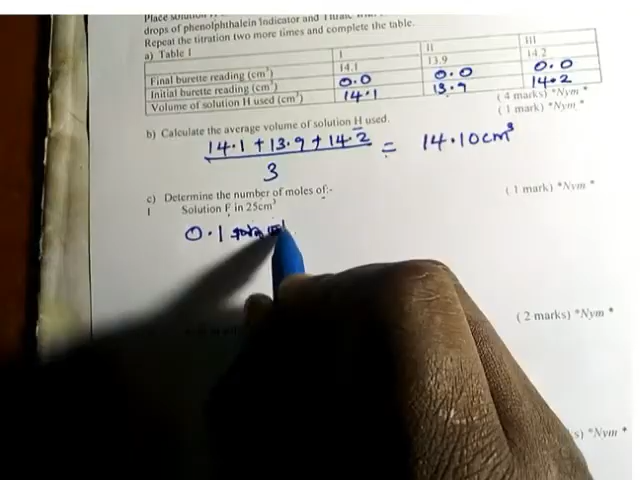 drops of phenolphthalein Indicator and Titrate
Repeat the titration two more times and complete the table.
a) Table 1
I II III
Final burette reading (cm³) 14.1 13.9 14.2
Initial burette reading (cm³) 0.0 0.0 0.0
Volume of solution H used (cm³) 14.1 13.9 14.2
( 4 marks) *Nym *
b) Calculate the average volume of solution H used. ( 1 mark) *Nym *
14.1 + 13.9 + 14.2 = 14.10cm³
3
c) Determine the number of moles of:-
I Solution F in 25cm³ ( 1 mark) *Nym *
0.1
( 2 marks) *Nym *
s) *Nym *